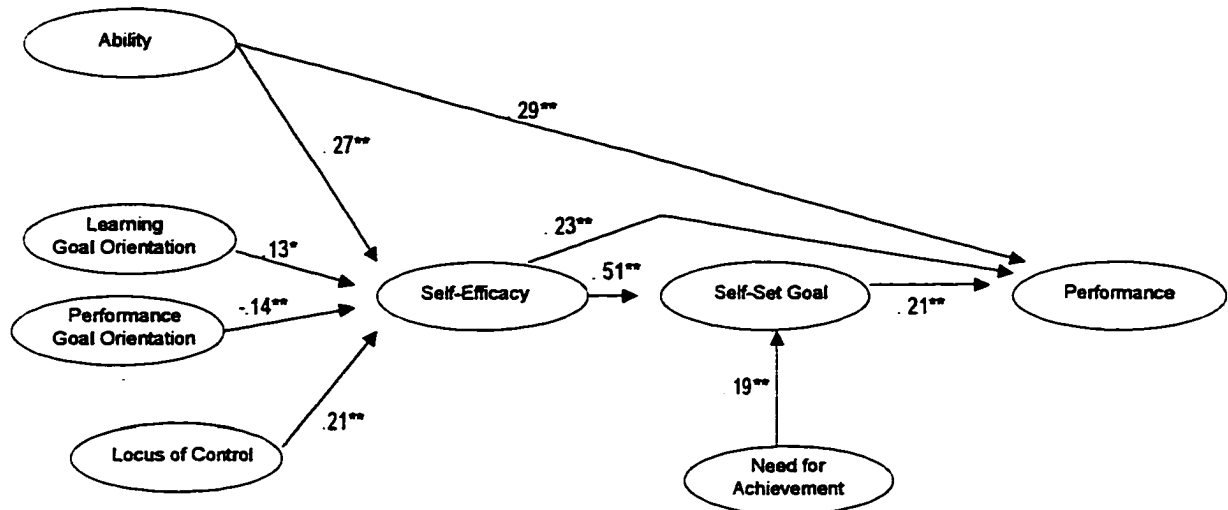 Ability
.29**
.27**
Learning
Goal Orientation
.13*
.23**
.51**
Self-Efficacy
Self-Set Goal
Performance
-.14**
.21**
Performance
Goal Orientation
.21**
.19**
Locus of Control
Need for
Achievement